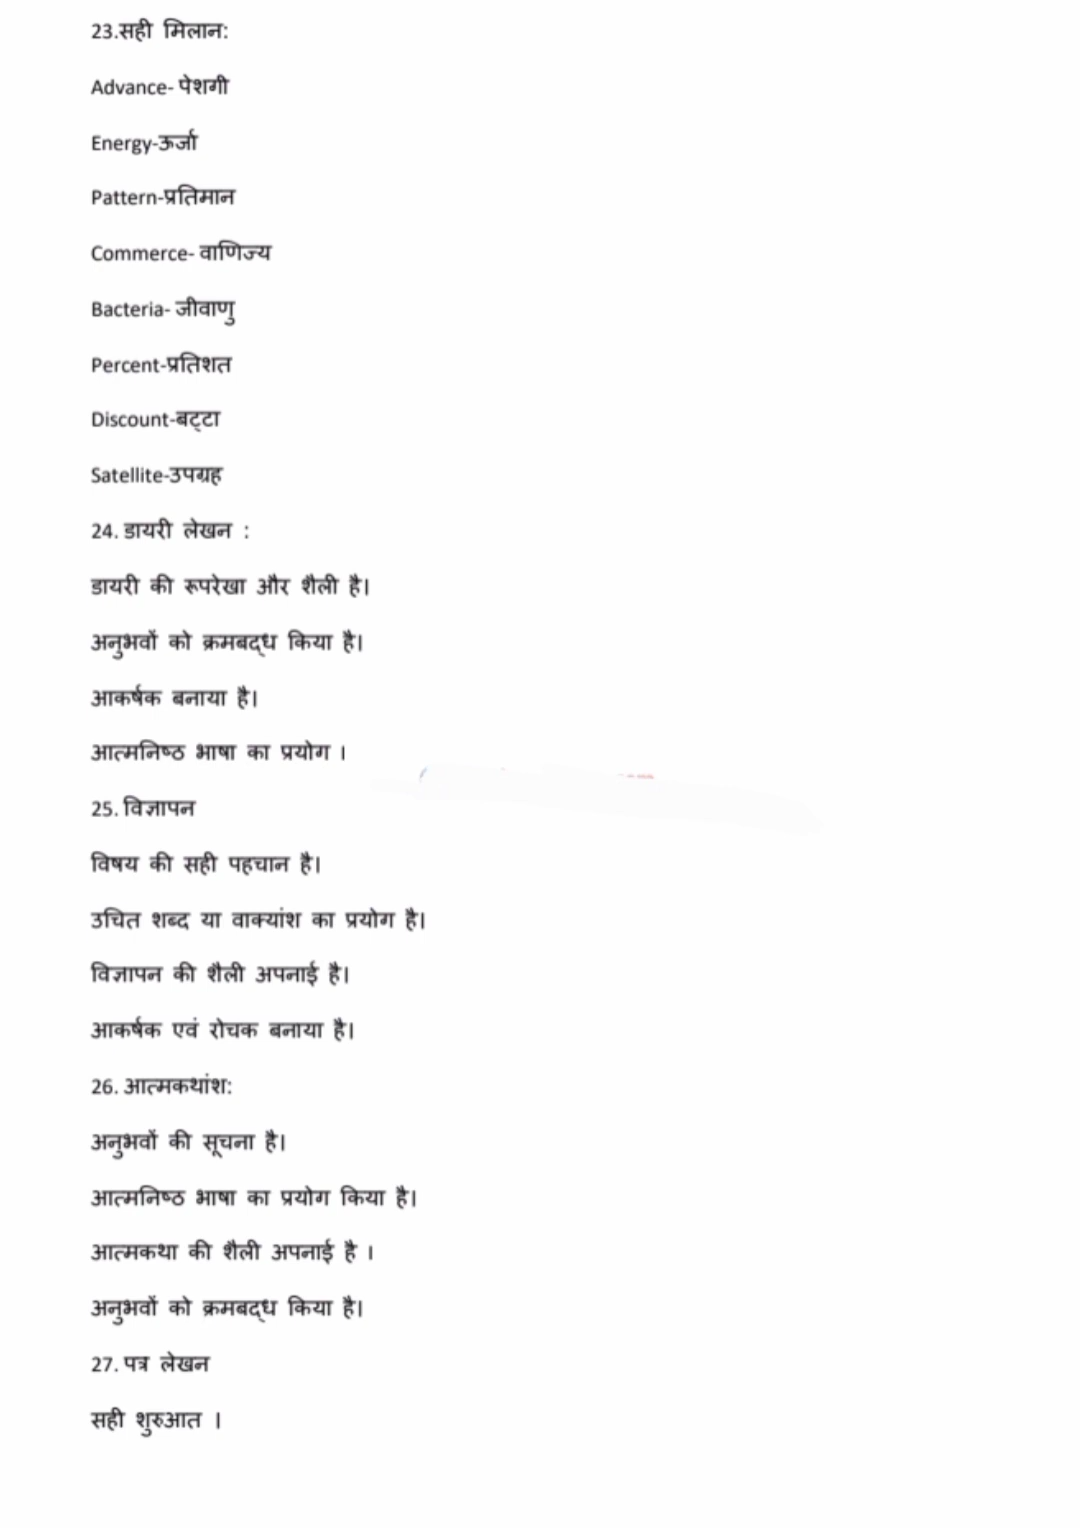 23.सही मिलान:
Advance- पेशगी
Energy-ऊर्जा
Pattern-प्रतिमान
Commerce- वाणिज्य
Bacteria- जीवाणु
Percent-प्रतिशत
Discount-बट्टा
Satellite-उपग्रह
24. डायरी लेखन :
डायरी की रूपरेखा और शैली है।
अनुभवों को क्रमबद्ध किया है।
आकर्षक बनाया है।
आत्मनिष्ठ भाषा का प्रयोग ।
25. विज्ञापन
विषय की सही पहचान है।
उचित शब्द या वाक्यांश का प्रयोग है।
विज्ञापन की शैली अपनाई है।
आकर्षक एवं रोचक बनाया है।
26. आत्मकथांश:
अनुभवों की सूचना है।
आत्मनिष्ठ भाषा का प्रयोग किया है।
आत्मकथा की शैली अपनाई है ।
अनुभवों को क्रमबद्ध किया है।
27. पत्र लेखन
सही शुरुआत ।